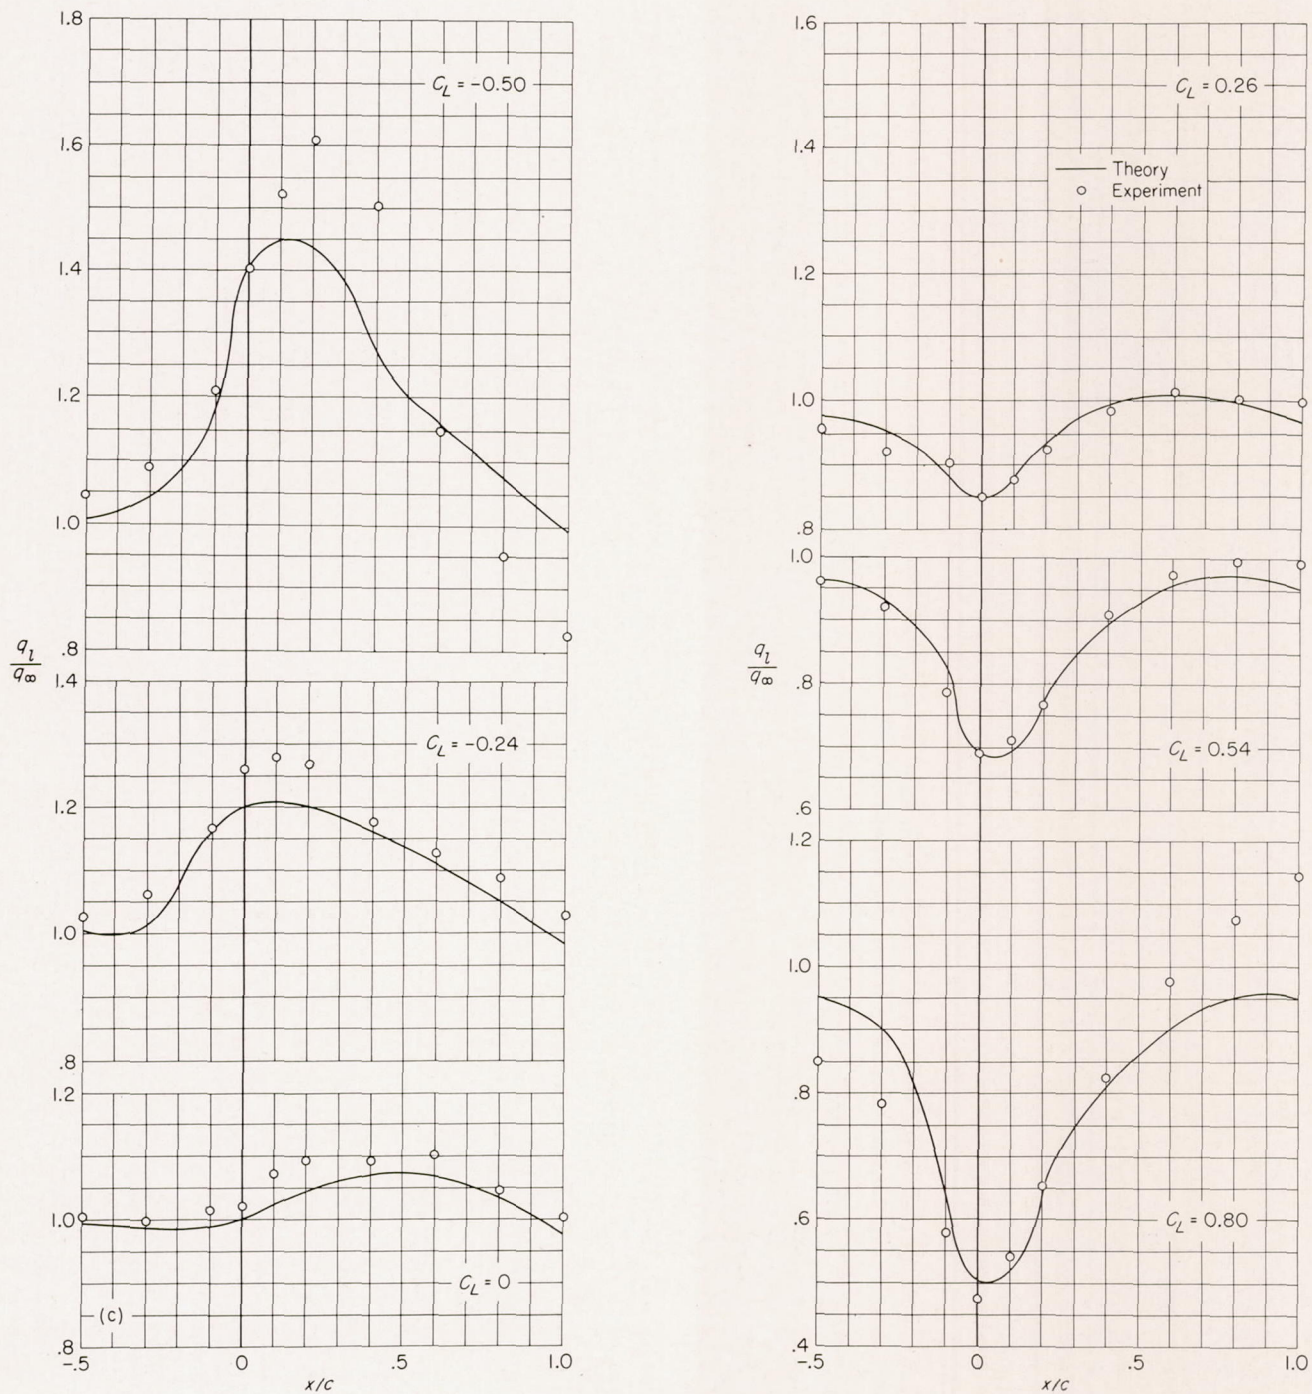 1.8
C_L = -0.50
1.6
1.4
1.2
1.0
.8
q_l
q_∞
1.4
C_L = -0.24
1.2
1.0
.8
1.2
1.0
C_L = 0
(c)
.8
-.5
0
.5
1.0
x/c
1.6
C_L = 0.26
1.4
Theory
Experiment
1.2
1.0
.8
1.0
q_l
q_∞
.8
C_L = 0.54
.6
1.2
1.0
.8
.6
C_L = 0.80
.4
-.5
0
.5
1.0
x/c